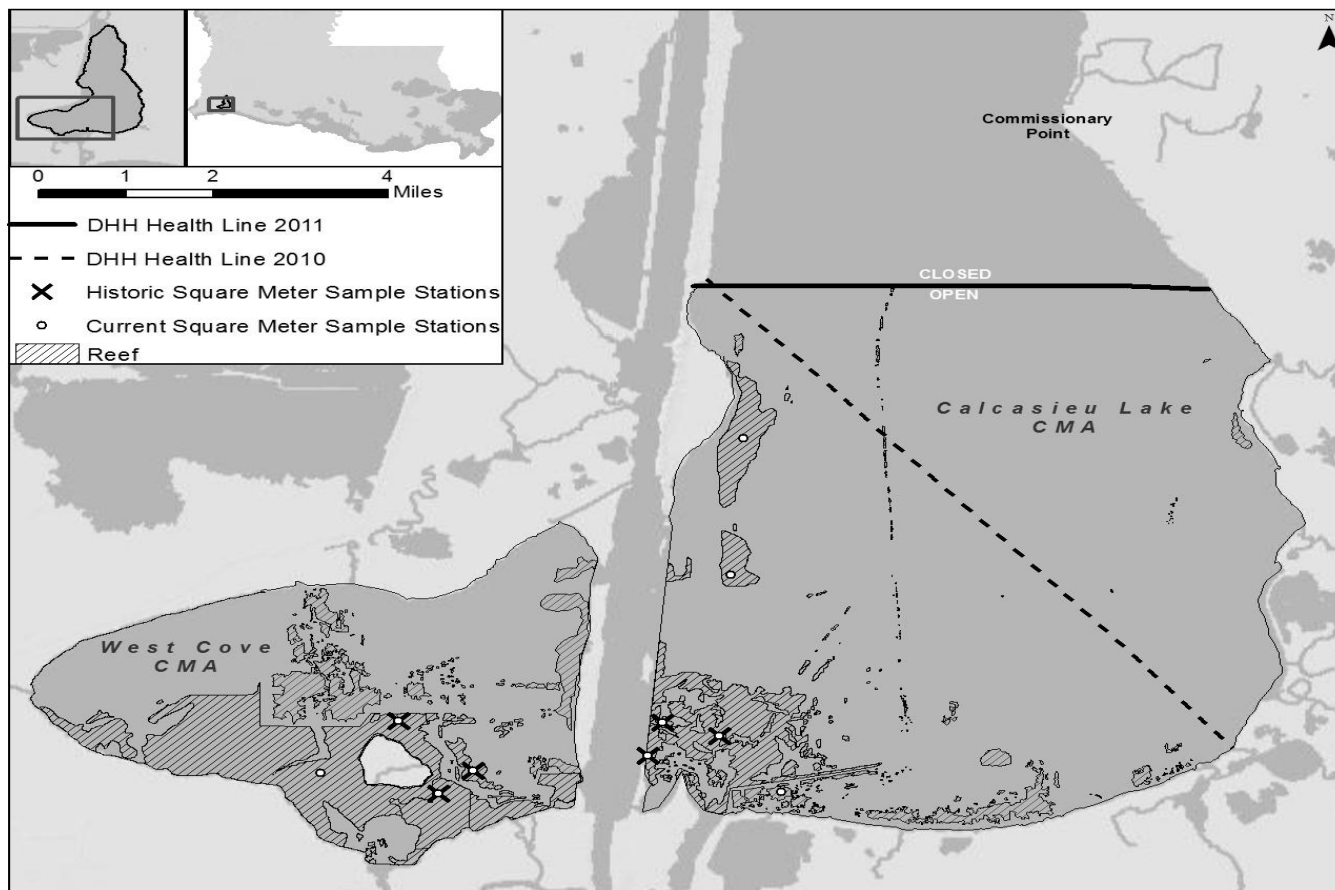 N
Commissionary
Point
0 1 2 4
Miles
DHH Health Line 2011
DHH Health Line 2010
Historic Square Meter Sample Stations
Current Square Meter Sample Stations
Reef
CLOSED
OPEN
Calcasieu Lake
CMA
West Cove
CMA